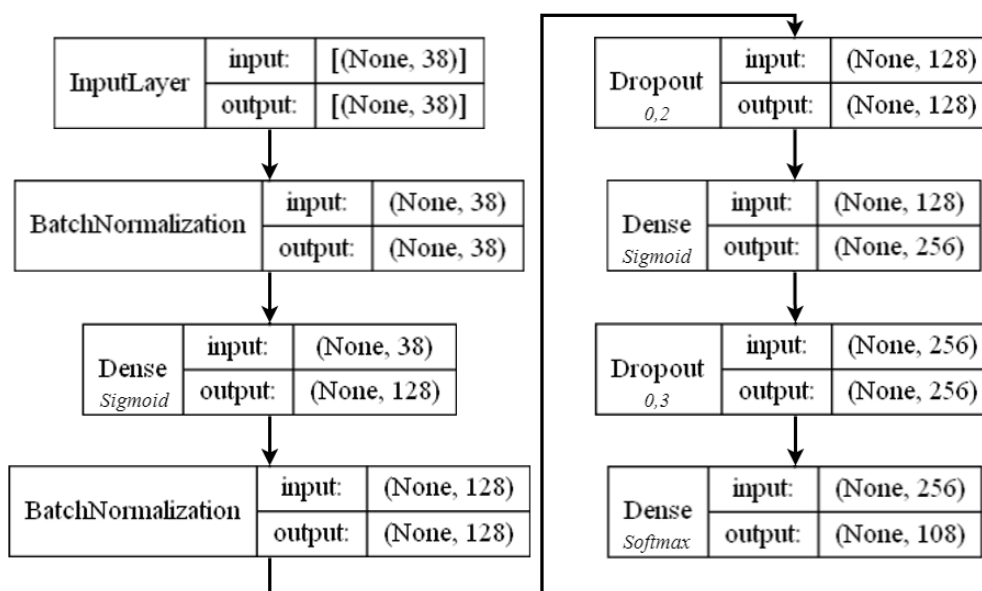 InputLayer
input: [(None, 38)]
output: [(None, 38)]
BatchNormalization
input: (None, 38)
output: (None, 38)
Dense
Sigmoid
input: (None, 38)
output: (None, 128)
BatchNormalization
input: (None, 128)
output: (None, 128)
Dropout
0,2
input: (None, 128)
output: (None, 128)
Dense
Sigmoid
input: (None, 128)
output: (None, 256)
Dropout
0,3
input: (None, 256)
output: (None, 256)
Dense
Softmax
input: (None, 256)
output: (None, 108)